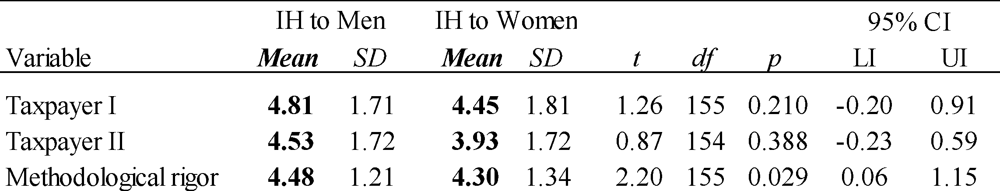 IH to Men IH to Women 95% CI
Variable Mean SD Mean SD t df p LI UI
Taxpayer I 4.81 1.71 4.45 1.81 1.26 155 0.210 -0.20 0.91
Taxpayer II 4.53 1.72 3.93 1.72 0.87 154 0.388 -0.23 0.59
Methodological rigor 4.48 1.21 4.30 1.34 2.20 155 0.029 0.06 1.15